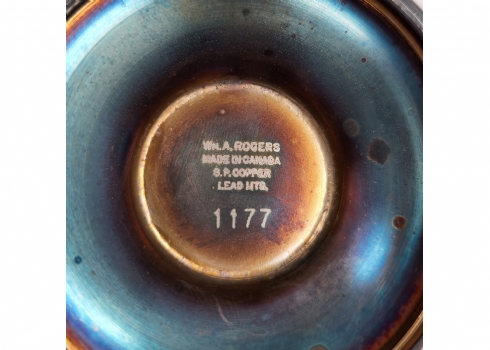 WM. A. ROGERS
MADE IN CANADA
S.P. COPPER
LEAD MTG.
1177